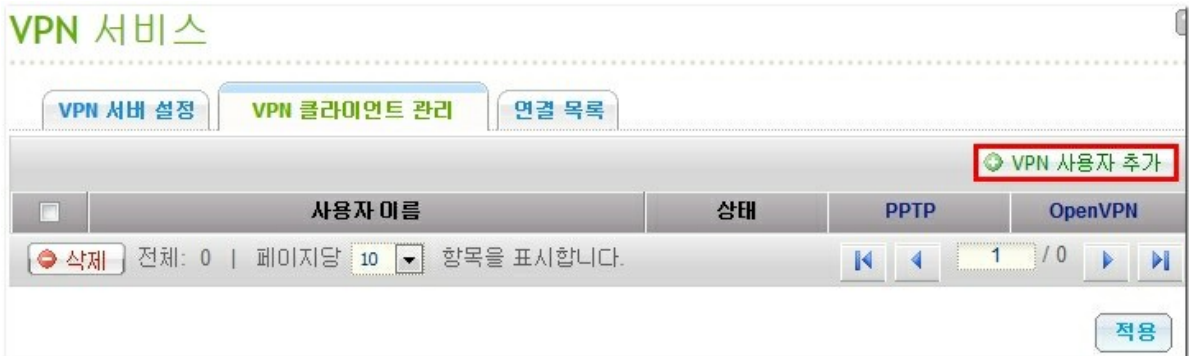 VPN 서비스
VPN 서버 설정 VPN 클라이언트 관리 연결 목록
VPN 사용자 추가
사용자 이름 상태 PPTP OpenVPN
삭제 전체: 0 | 페이지당 10 항목을 표시합니다. 1 / 0
적용